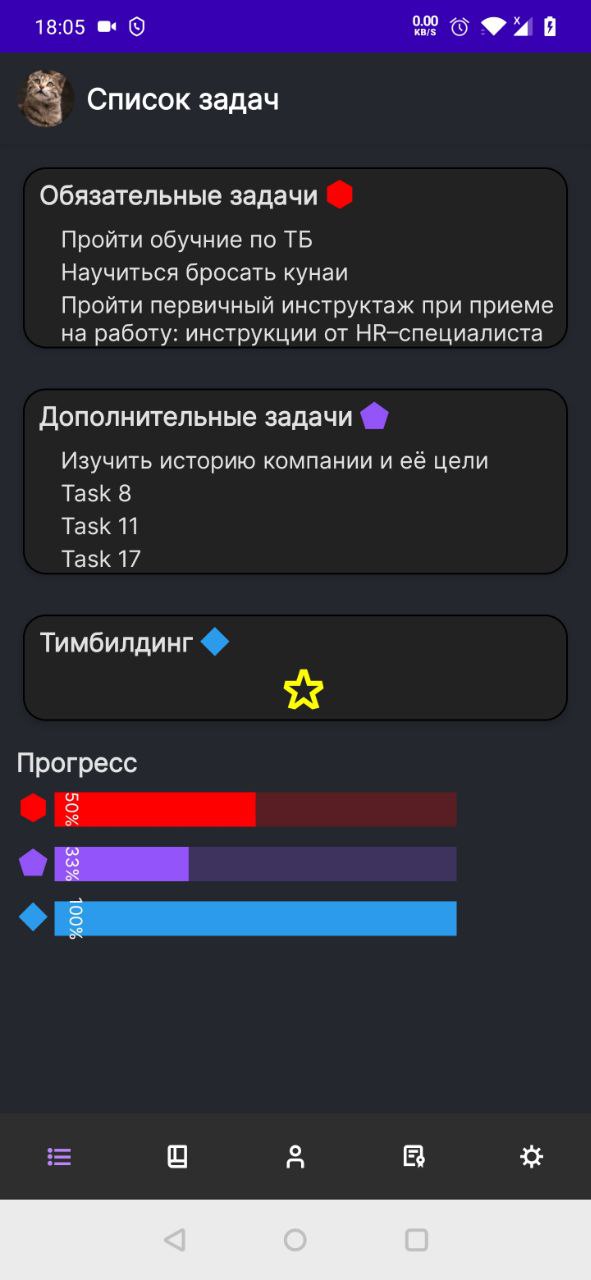 18:05
0.00
KB/S
Список задач
Обязательные задачи
Пройти обучние по ТБ
Научиться бросать кунаи
Пройти первичный инструктаж при приеме
на работу: инструкции от HR–специалиста
Дополнительные задачи
Изучить историю компании и её цели
Task 8
Task 11
Task 17
Тимбилдинг
Прогресс
50%
33%
100%